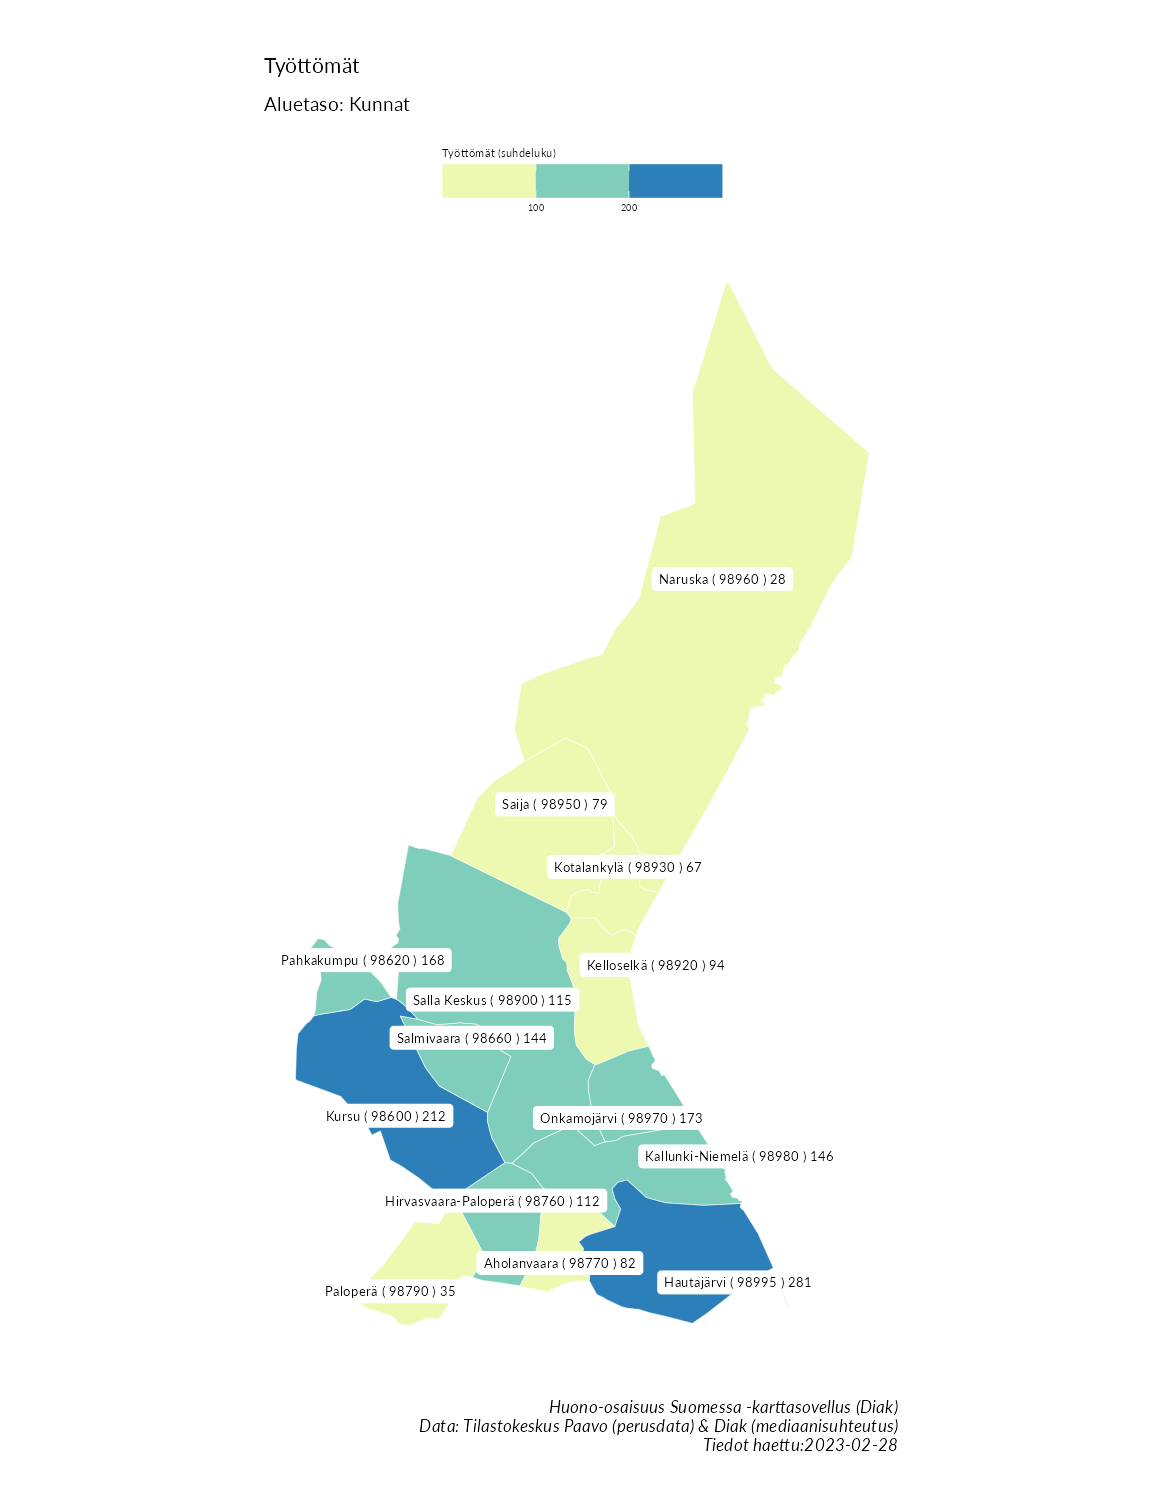 Työttömät
Aluetaso: Kunnat
Työttömät (suhdeluku)
100 200
Naruska ( 98960 ) 28
Saija ( 98950 ) 79
Kotalankylä ( 98930 ) 67
Pahkakumpu ( 98620 ) 168
Kelloselkä ( 98920 ) 94
Salla Keskus ( 98900 ) 115
Salmivaara ( 98660 ) 144
Kursu ( 98600 ) 212
Onkamojärvi ( 98970 ) 173
Kallunki-Niemelä ( 98980 ) 146
Hirvasvaara-Paloperä ( 98760 ) 112
Aholanvaara ( 98770 ) 82
Hautajärvi ( 98995 ) 281
Paloperä ( 98790 ) 35
Huono-osaisuus Suomessa -karttasovellus (Diak)
Data: Tilastokeskus Paavo (perusdata) & Diak (mediaanisuhteutus)
Tiedot haettu:2023-02-28